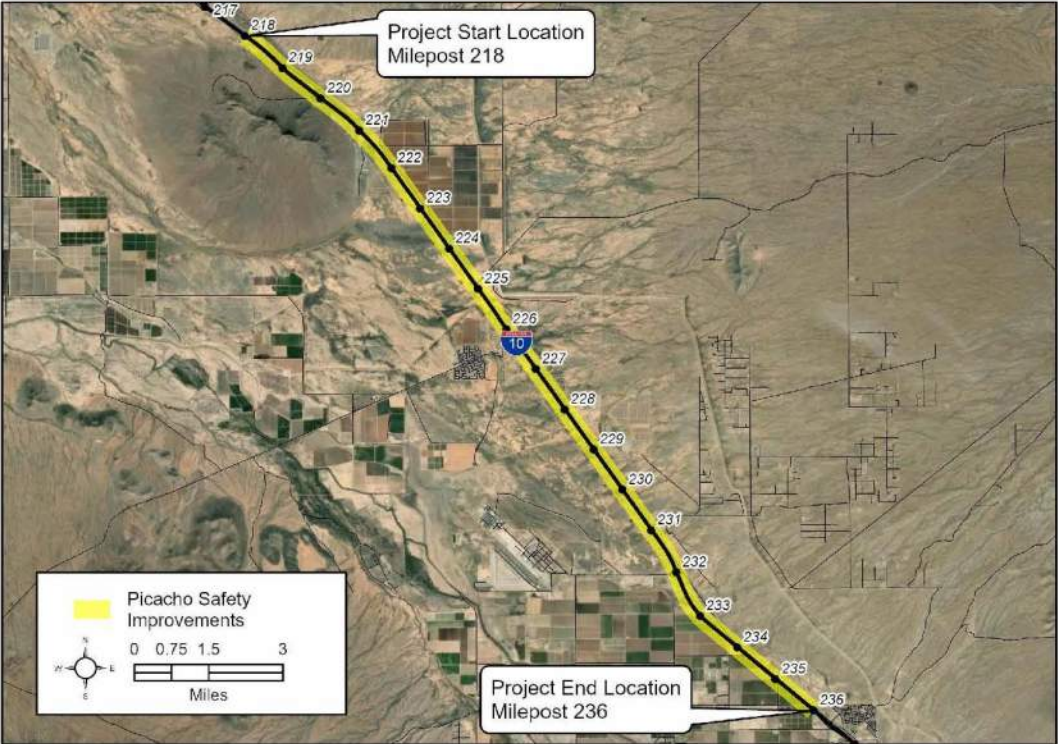 217
218
Project Start Location
Milepost 218
219
220
221
222
223
224
225
226
10
227
228
229
230
231
232
233
234
235
236
Picacho Safety
Improvements
N
W E
S
0 0.75 1.5 3
Miles
Project End Location
Milepost 236